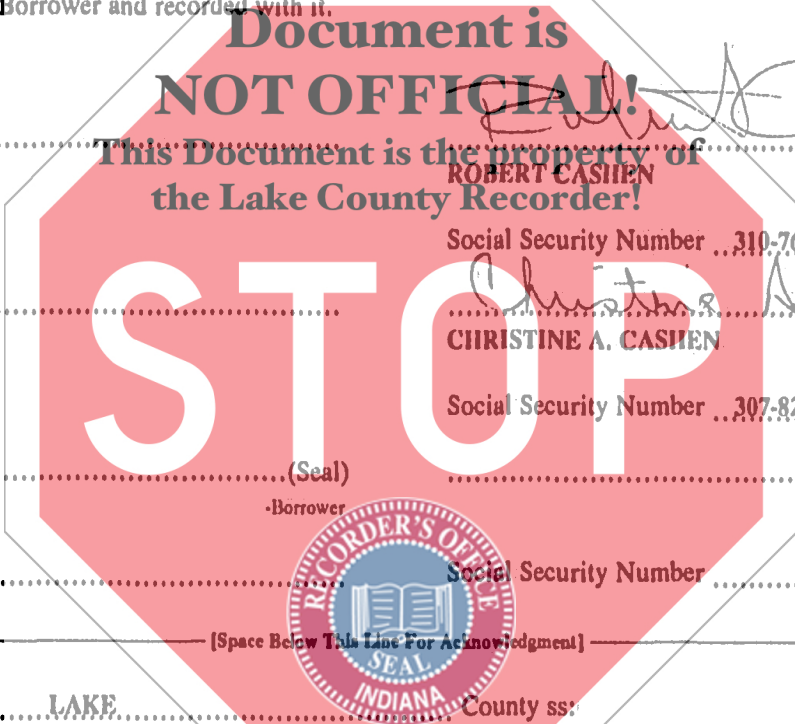 Borrower and recorded with it.
Document is
NOT OFFICIAL!
This Document is the property of
the Lake County Recorder!
ROBERT CASHEN
Social Security Number ...310-76
Christine A
CHRISTINE A. CASHEN
Social Security Number ...307-82
STOP
(Seal)
-Borrower
Social Security Number
[Space Below This Line For Acknowledgment]
RECORDER'S OFFICE
SEAL
INDIANA
LAKE County ss: